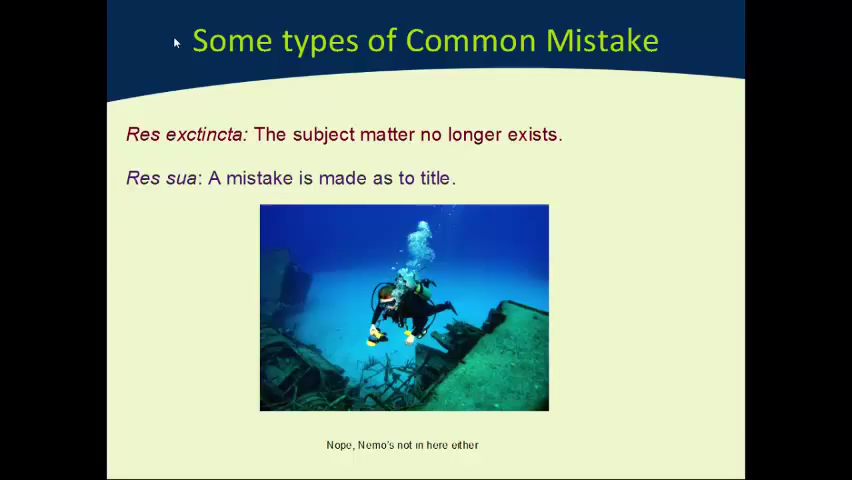 Some types of Common Mistake
Res exctincta: The subject matter no longer exists.
Res sua: A mistake is made as to title.
Nope, Nemo's not in here either